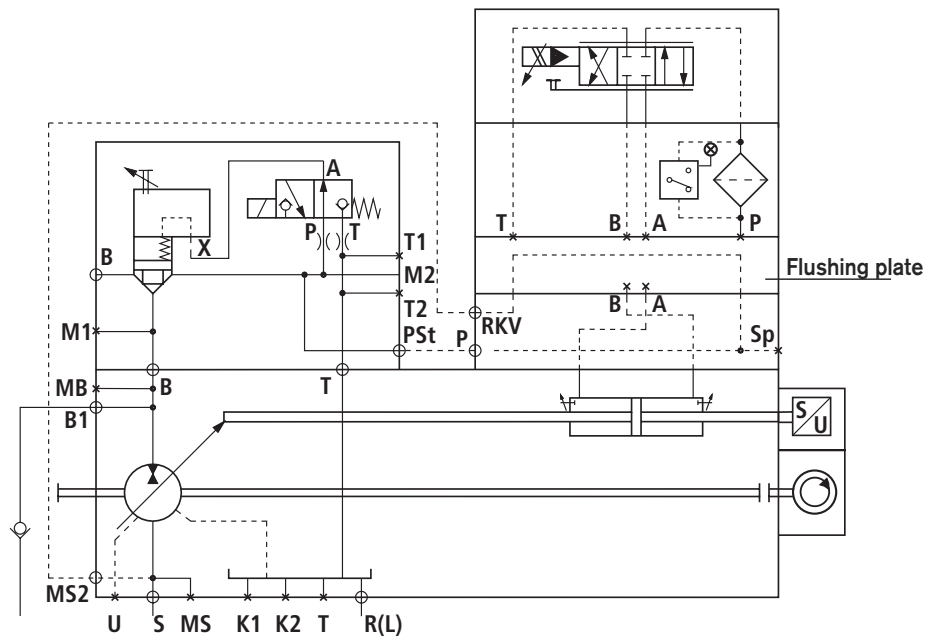 A
P
T
X
B
T1
M2
T2
PSt
M1
MB
B
T
B1
T
B
A
P
Flushing plate
B
A
RKV
P
Sp
S
U
MS2
U
S
MS
K1
K2
T
R(L)